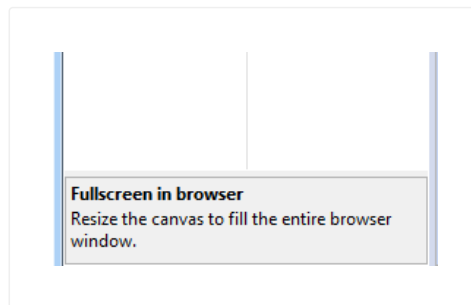 Fullscreen in browser
Resize the canvas to fill the entire browser
window.